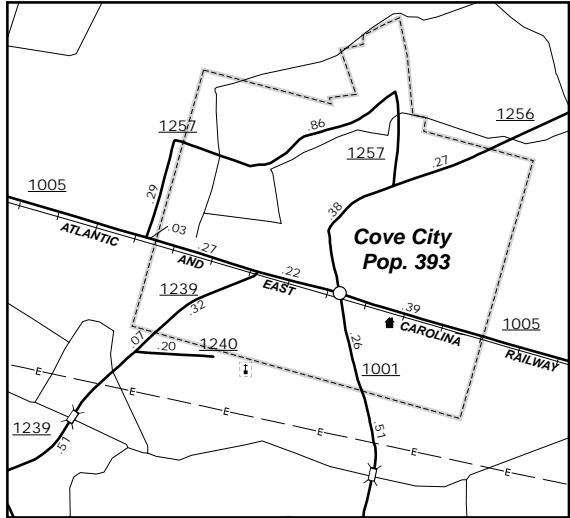 1256
1257
.86
1257
.27
1005
.29
.38
.03
Cove City
Pop. 393
ATLANTIC AND EAST CAROLINA RAILWAY
.27
.22
1239
.32
.39
1005
.07
.20
1240
.26
1001
E
E
E
E
E
1239
.51
.51